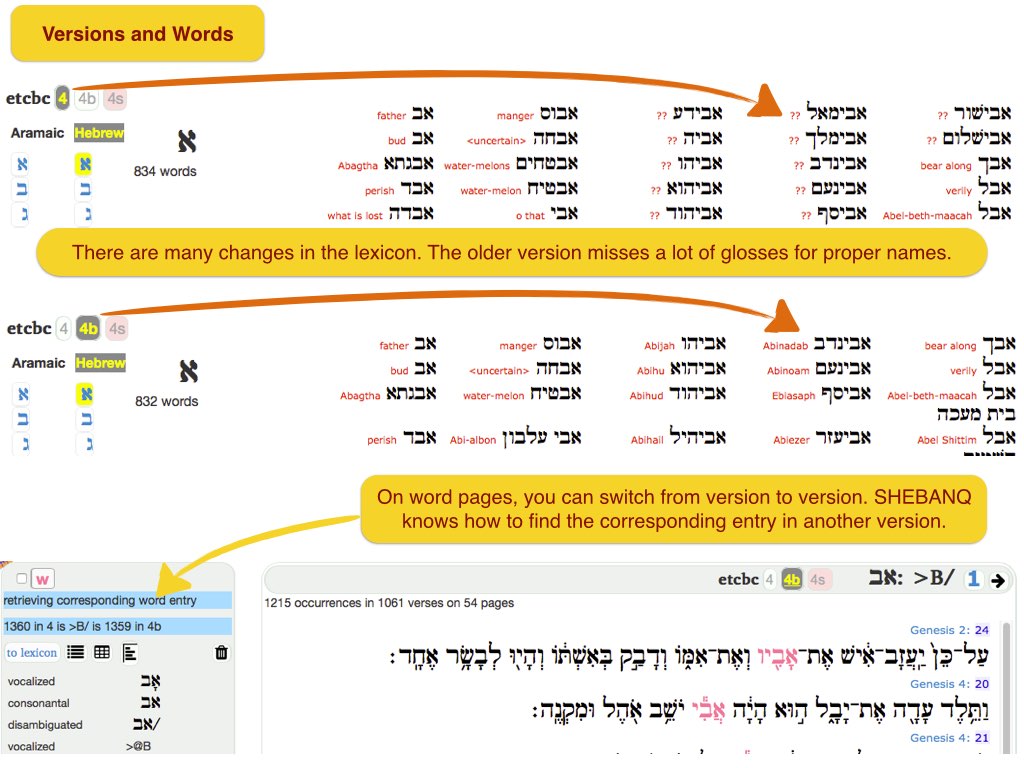 Versions and Words
etcbc 4 4b 4s
Aramaic Hebrew
א א א
834 words
ב ב
ג ג
father אב manger אבוס ?? אבידע ?? אבימאל ?? אבישור
bud אב <uncertain> אבחה ?? אביה ?? אבימלך ?? אבישלום
Abagtha אבגתא water-melons אבטחים ?? אביהו ?? אבינדב bear along אבך
perish אבד water-melon אבטיח ?? אביהוא ?? אבינעם verily אבל
what is lost אבדה o that אבי ?? אביהוד ?? אביסף Abel-beth-maacah אבל
There are many changes in the lexicon. The older version misses a lot of glosses for proper names.
etcbc 4 4b 4s
Aramaic Hebrew
א א א
832 words
ב ב
ג ג
father אב manger אבוס Abijah אביהו Abinadab אבינדב bear along אבך
bud אב <uncertain> אבחה Abihu אביהוא Abinoam אבינעם verily אבל
Abagtha אבגתא water-melon אבטיח Abihud אביהוד Ebiasaph אביסף Abel-beth-maacah אבל
בית מעכה
perish אבד Abi-albon אבי עלבון Abihail אביהיל Abiezer אביעזר Abel Shittim אבל
On word pages, you can switch from version to version. SHEBANQ
knows how to find the corresponding entry in another version.
w
retrieving corresponding word entry
1360 in 4 is >B/ is 1359 in 4b
to lexicon
vocalized אָב
consonantal אב
disambiguated אב/
vocalized >@B
etcbc 4 4b 4s אב: >B/ 1
1215 occurrences in 1061 verses on 54 pages
Genesis 2: 24
עַל־כֵּן֙ יַֽעֲזָב־אִ֔ישׁ אֶת־אָבִ֖יו וְאֶת־אִמֹּ֑ו וְדָבַ֣ק בְּאִשְׁתֹּ֔ו וְהָי֖וּ לְבָשָׂ֥ר אֶחָֽד׃
Genesis 4: 20
וַתֵּ֥לֶד עָדָ֖ה אֶת־יָבָ֑ל ה֣וּא הָיָ֔ה אֲבִ֕י יֹשֵׁ֥ב אֹ֖הֶל וּמִקְנֶֽה׃
Genesis 4: 21